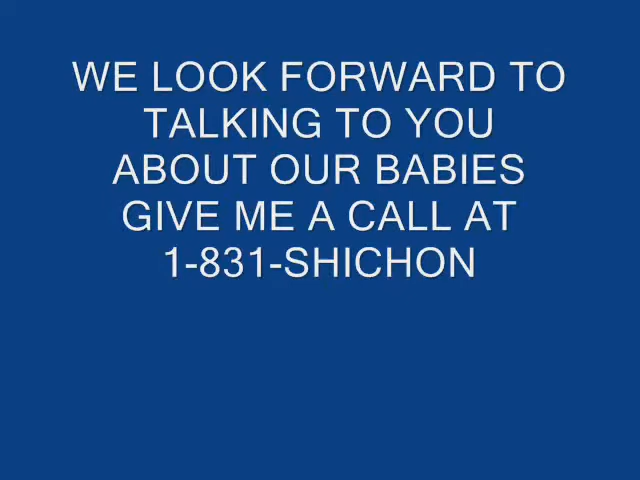 WE LOOK FORWARD TO
TALKING TO YOU
ABOUT OUR BABIES
GIVE ME A CALL AT
1-831-SHICHON